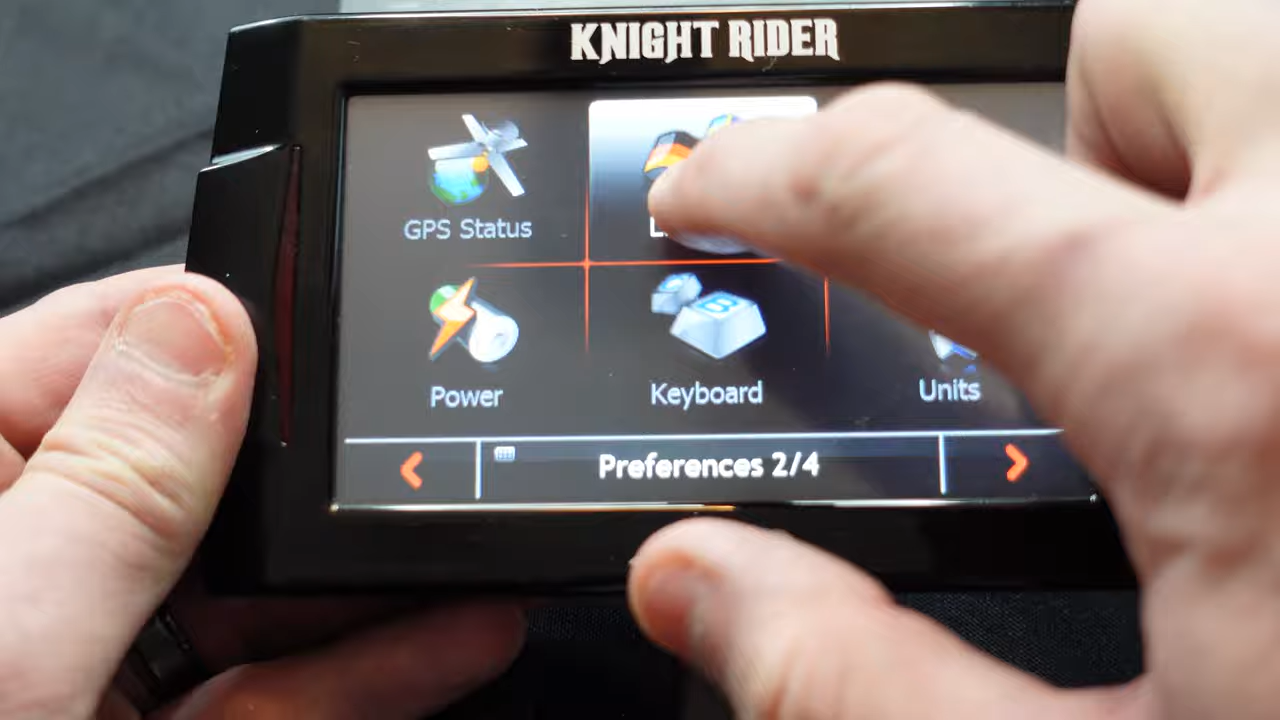 KNIGHT RIDER
GPS Status
Power
Keyboard
Units
Preferences 2/4